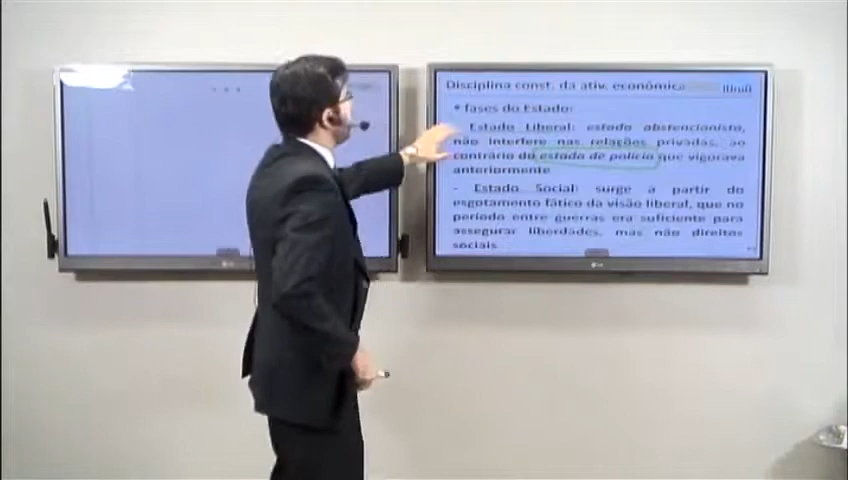 Disciplina const. da ativ. econômica
* fases do Estado:
- Estado Liberal: estado abstencionista,
não interfere nas relações privadas, ao
contrário do estado de polícia que vigorava
anteriormente
- Estado Social: surge a partir do
esgotamento fático da visão liberal, que no
período entre guerras era suficiente para
assegurar liberdades, mas não direitos
sociais
LG
LG